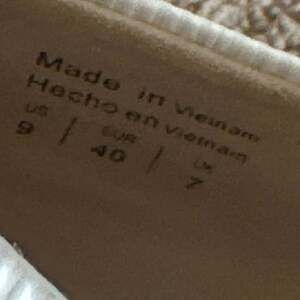 Made in Vietnam
Hecho en Vietnam
US / EUR / UK
9 / 40 / 7